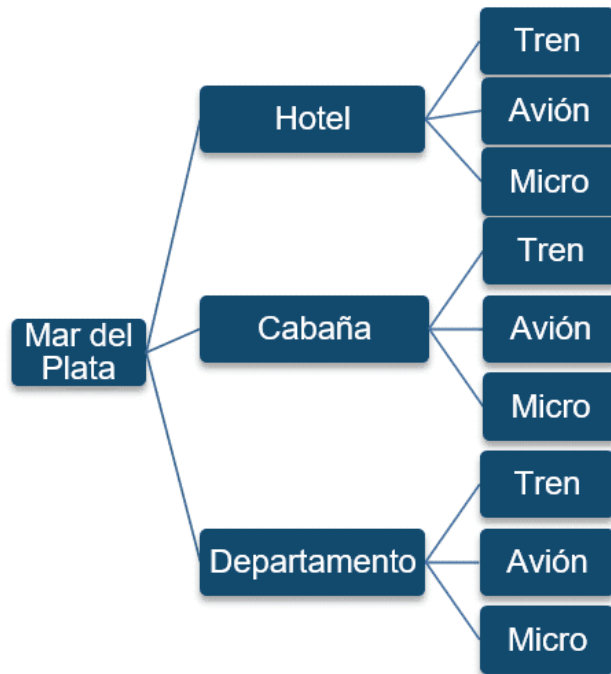 Mar del
Plata
Hotel
Tren
Avión
Micro
Cabaña
Tren
Avión
Micro
Departamento
Tren
Avión
Micro